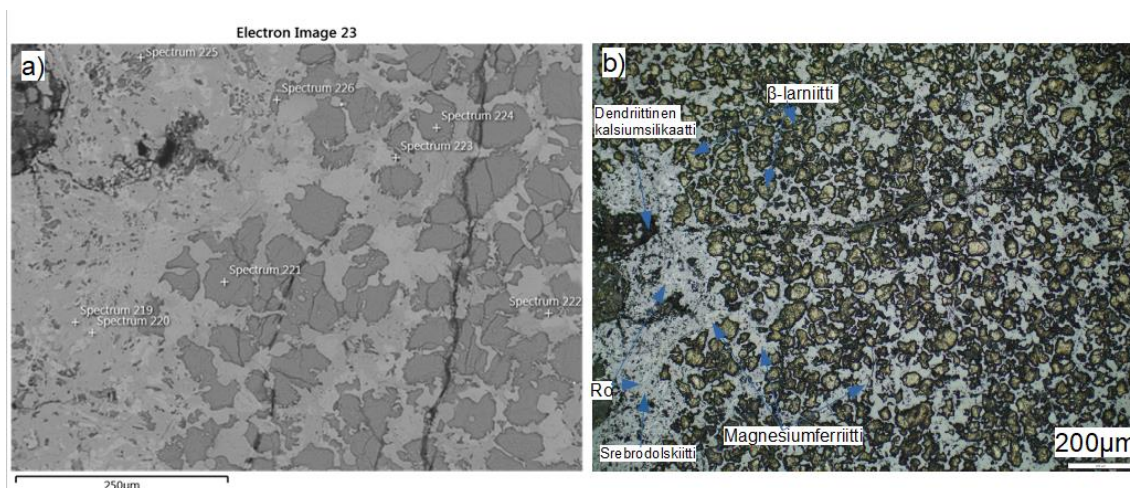 Electron Image 23
a)
Spectrum 225
Spectrum 226
Spectrum 224
Spectrum 223
Spectrum 221
Spectrum 222
Spectrum 219
Spectrum 220
250µm
b)
β-larniitti
Dendriittinen
kalsiumsilikaatti
Ro
Magnesiumferriitti
Srebrodolskiitti
200µm